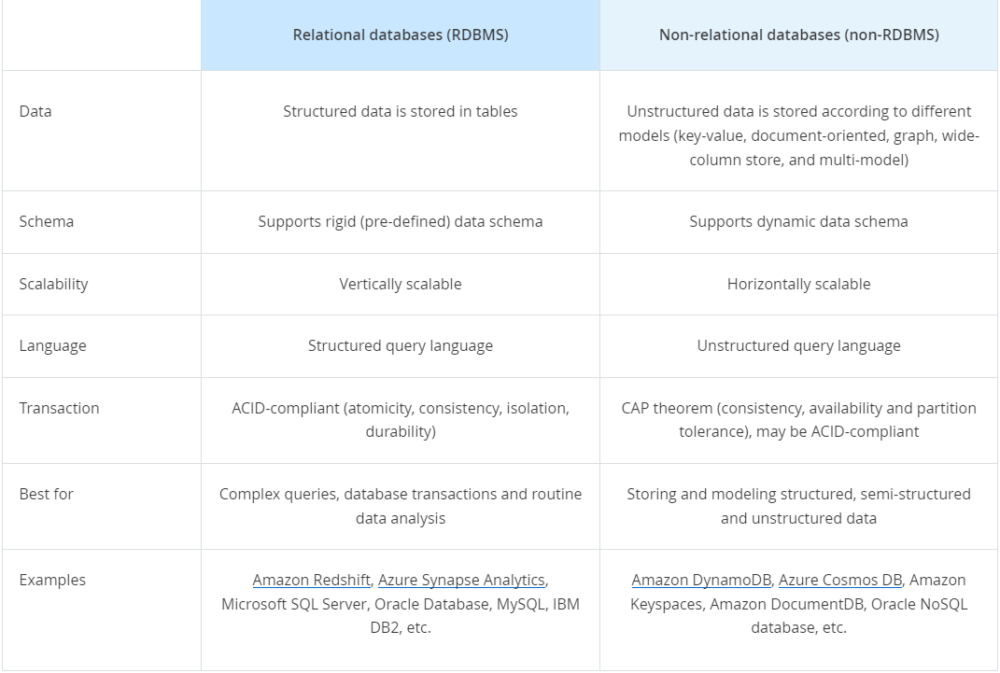 Relational databases (RDBMS)
Non-relational databases (non-RDBMS)
Data
Structured data is stored in tables
Unstructured data is stored according to different
models (key-value, document-oriented, graph, wide-
column store, and multi-model)
Schema
Supports rigid (pre-defined) data schema
Supports dynamic data schema
Scalability
Vertically scalable
Horizontally scalable
Language
Structured query language
Unstructured query language
Transaction
ACID-compliant (atomicity, consistency, isolation,
durability)
CAP theorem (consistency, availability and partition
tolerance), may be ACID-compliant
Best for
Complex queries, database transactions and routine
data analysis
Storing and modeling structured, semi-structured
and unstructured data
Examples
Amazon Redshift, Azure Synapse Analytics,
Microsoft SQL Server, Oracle Database, MySQL, IBM
DB2, etc.
Amazon DynamoDB, Azure Cosmos DB, Amazon
Keyspaces, Amazon DocumentDB, Oracle NoSQL
database, etc.